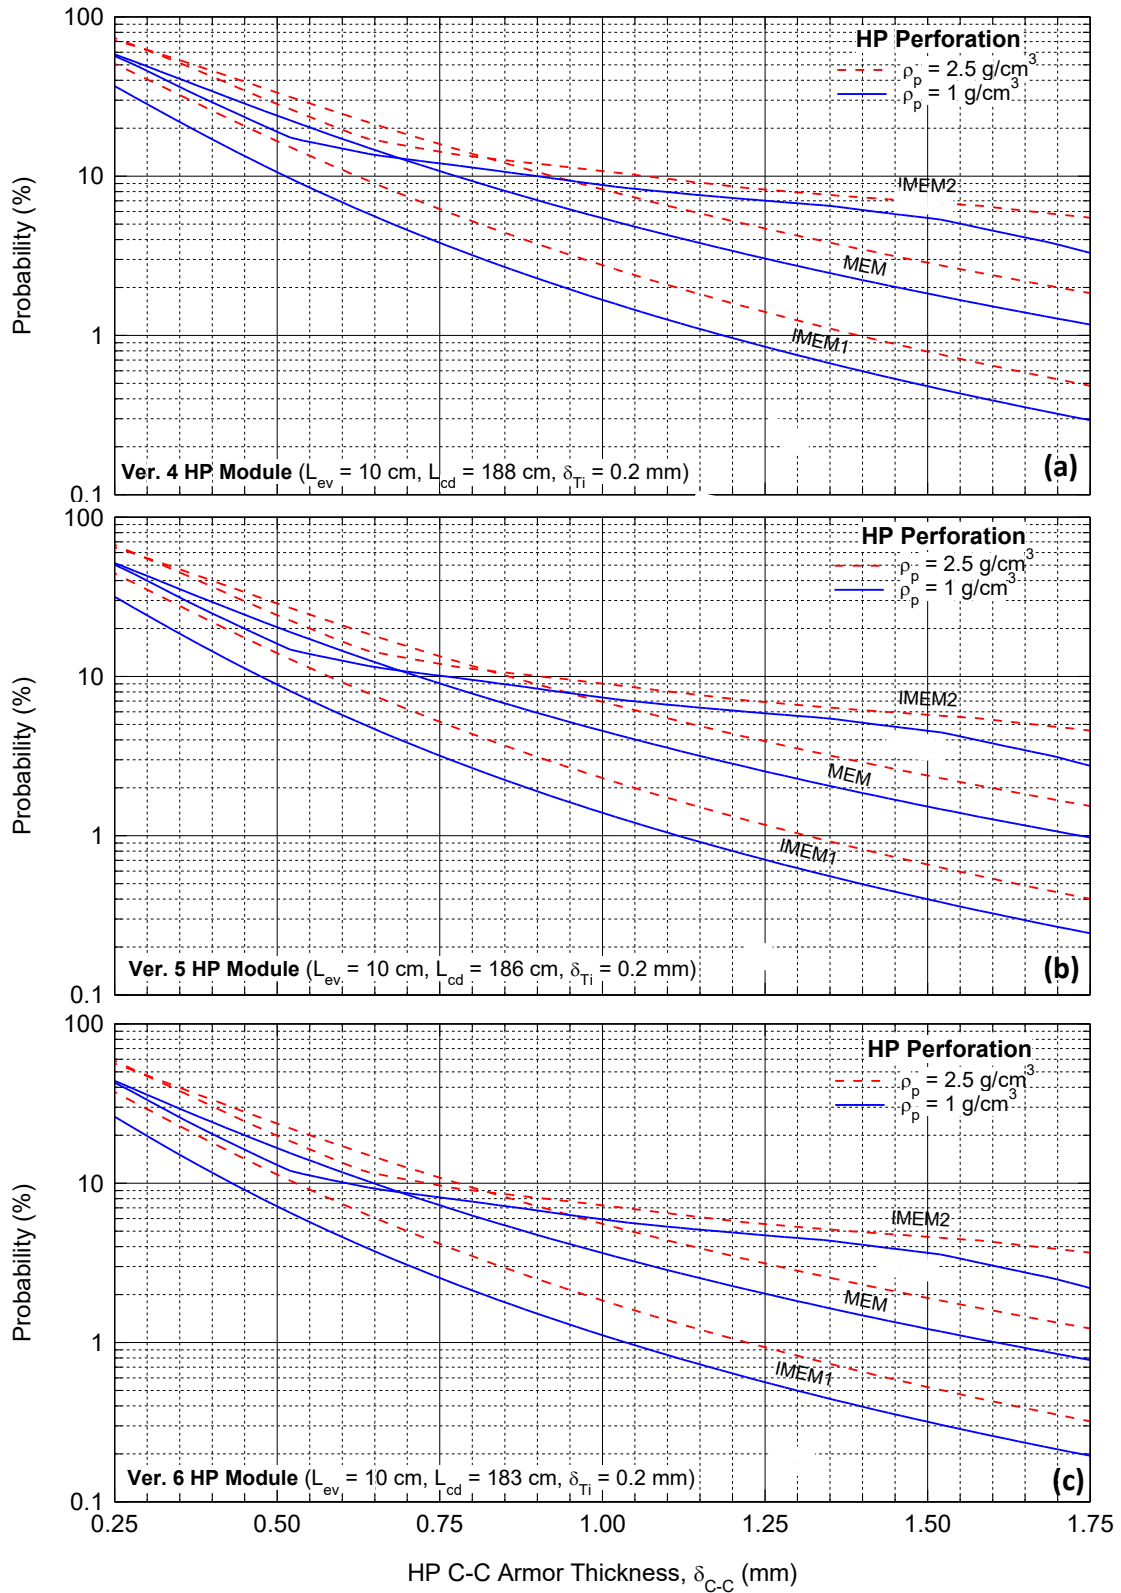 100
10
1
0.1
Probability (%)
HP Perforation
ρp = 2.5 g/cm3
ρp = 1 g/cm3
IMEM2
MEM
IMEM1
Ver. 4 HP Module (Lev = 10 cm, Lcd = 188 cm, δTi = 0.2 mm)
(a)
100
10
1
0.1
Probability (%)
HP Perforation
ρp = 2.5 g/cm3
ρp = 1 g/cm3
IMEM2
MEM
IMEM1
Ver. 5 HP Module (Lev = 10 cm, Lcd = 186 cm, δTi = 0.2 mm)
(b)
100
10
1
0.1
Probability (%)
HP Perforation
ρp = 2.5 g/cm3
ρp = 1 g/cm3
IMEM2
MEM
IMEM1
Ver. 6 HP Module (Lev = 10 cm, Lcd = 183 cm, δTi = 0.2 mm)
(c)
0.25 0.50 0.75 1.00 1.25 1.50 1.75
HP C-C Armor Thickness, δC-C (mm)